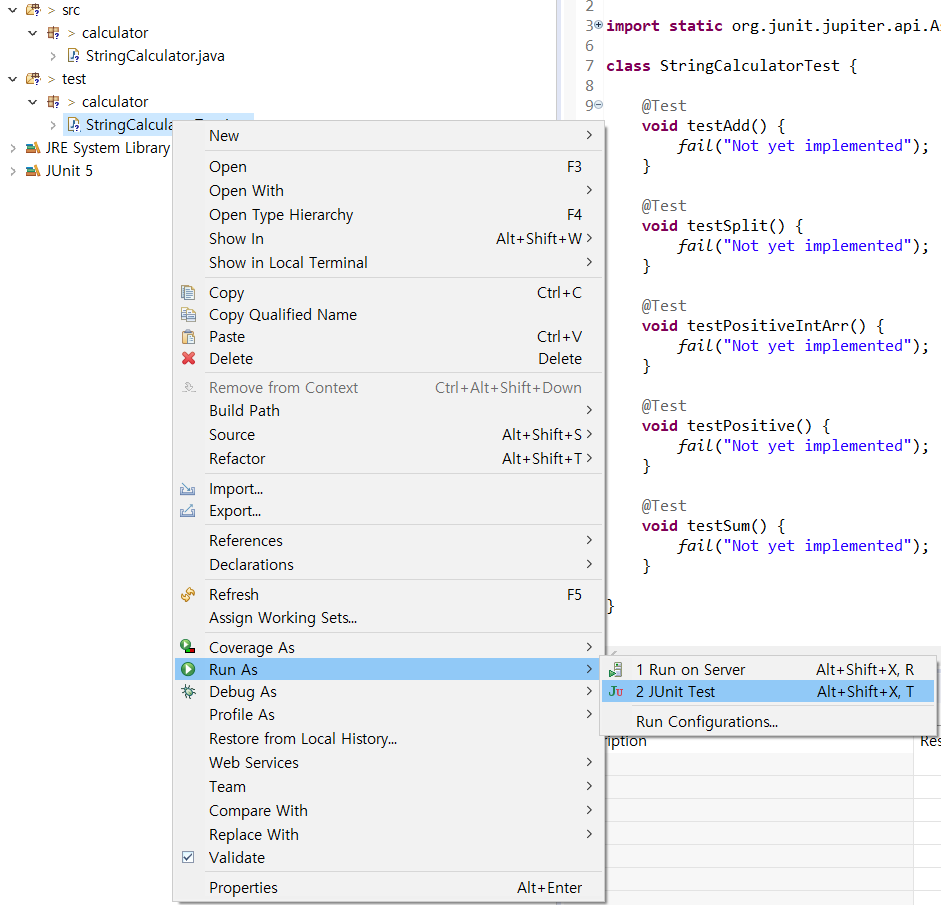 > src
> calculator
> StringCalculator.java
> test
> calculator
> StringCalcula
JRE System Library
JUnit 5
New >
Open F3
Open With >
Open Type Hierarchy F4
Show In Alt+Shift+W >
Show in Local Terminal >
Copy Ctrl+C
Copy Qualified Name
Paste Ctrl+V
Delete Delete
Remove from Context Ctrl+Alt+Shift+Down
Build Path >
Source Alt+Shift+S >
Refactor Alt+Shift+T >
Import...
Export...
References >
Declarations >
Refresh F5
Assign Working Sets...
Coverage As >
Run As >
Debug As >
Profile As >
Restore from Local History...
Web Services >
Team >
Compare With >
Replace With >
Validate
Properties Alt+Enter
1 Run on Server Alt+Shift+X, R
2 JUnit Test Alt+Shift+X, T
Run Configurations...
2
3 import static org.junit.jupiter.api.As
6
7 class StringCalculatorTest {
8
9 @Test
void testAdd() {
fail("Not yet implemented");
}
@Test
void testSplit() {
fail("Not yet implemented");
}
@Test
void testPositiveIntArr() {
fail("Not yet implemented");
}
@Test
void testPositive() {
fail("Not yet implemented");
}
@Test
void testSum() {
fail("Not yet implemented");
}
}
ription Res